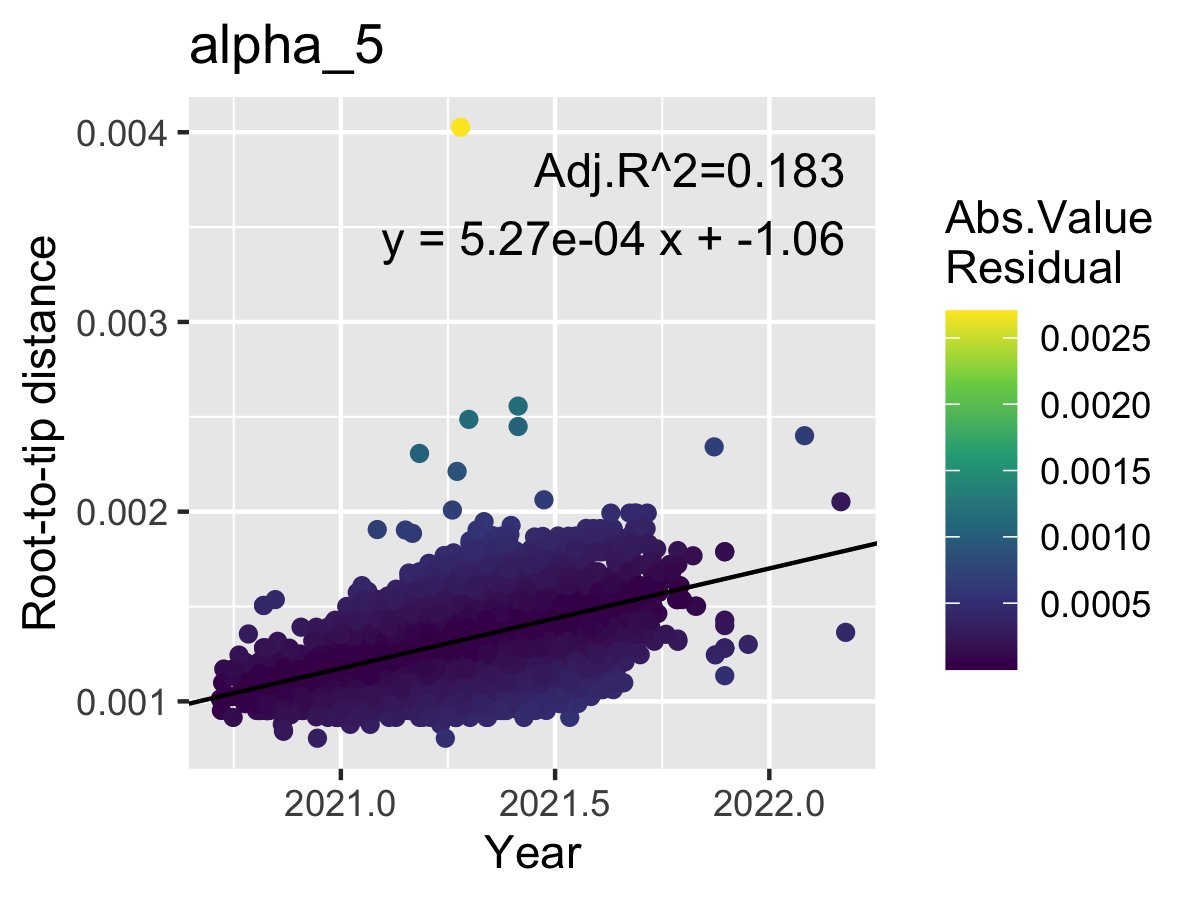 alpha_5
0.004
0.003
0.002
0.001
Root-to-tip distance
Adj.R^2=0.183
y = 5.27e-04 x + -1.06
2021.0 2021.5 2022.0
Year
Abs.Value
Residual
0.0025
0.0020
0.0015
0.0010
0.0005